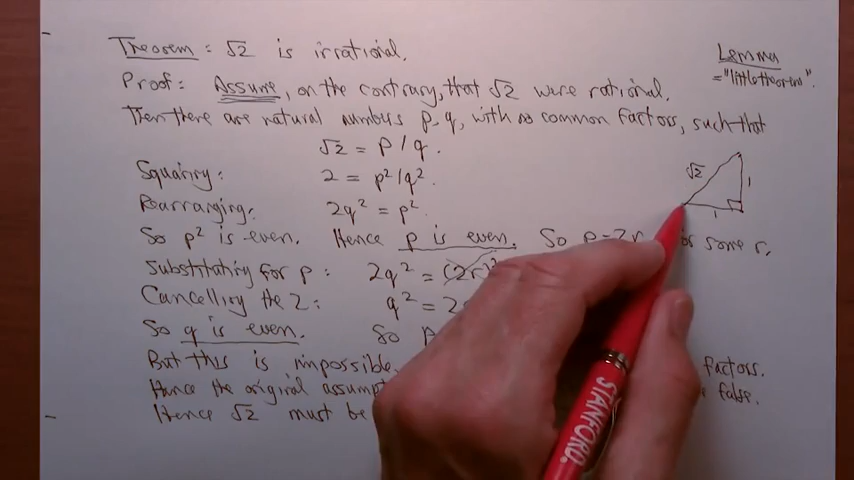 Theorem: √2 is irrational.
Lemma
= "little theorem".
Proof: Assume, on the contrary, that √2 were rational.
Then there are natural numbers p, q, with no common factors, such that
√2 = p/q.
Squaring: 2 = p²/q².
Rearranging: 2q² = p².
√2
1
1
So p² is even. Hence p is even. So p = 2r for some r.
Substituting for p: 2q² = (2r)²
Cancelling the 2: q² = 2
So q is even. So
But this is impossible factors.
Hence the original assumpt false.
Hence √2 must be
STANFORD